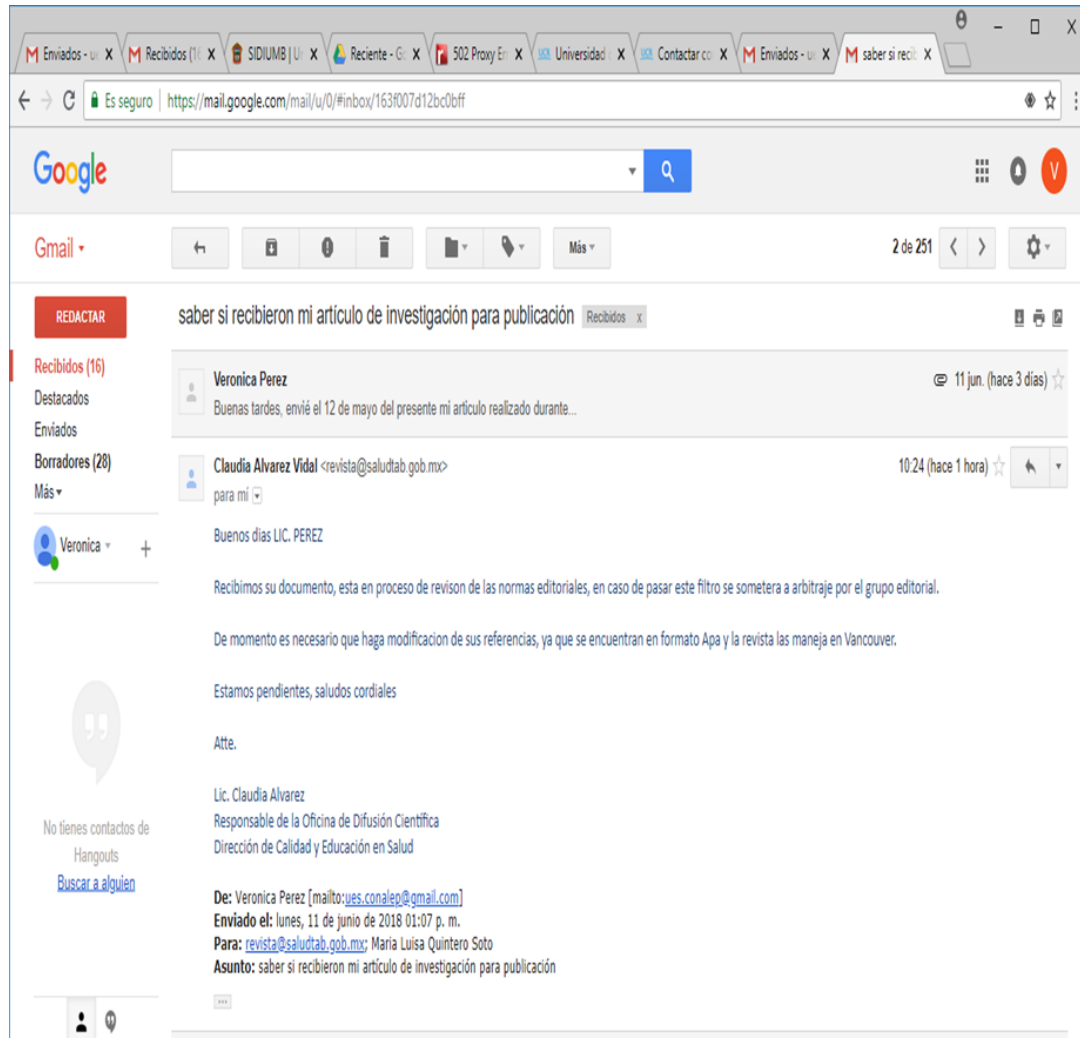 Enviados - u
Recibidos (16
SIDIUMB | U
Reciente - G
502 Proxy Er
Universidad
Contactar co
Enviados - u
saber si recib
Es seguro
https://mail.google.com/mail/u/0/#inbox/163f007d12bc0bff
Google
V
Gmail
Más
2 de 251
REDACTAR
saber si recibieron mi artículo de investigación para publicación Recibidos x
Recibidos (16)
Destacados
Enviados
Borradores (28)
Más
Veronica
+
Veronica Perez
11 jun. (hace 3 días)
Buenas tardes, envié el 12 de mayo del presente mi articulo realizado durante...
Claudia Alvarez Vidal <revista@saludtab.gob.mx>
10:24 (hace 1 hora)
para mí
Buenos dias LIC. PEREZ
Recibimos su documento, esta en proceso de revison de las normas editoriales, en caso de pasar este filtro se sometera a arbitraje por el grupo editorial.
De momento es necesario que haga modificacion de sus referencias, ya que se encuentran en formato Apa y la revista las maneja en Vancouver.
Estamos pendientes, saludos cordiales
Atte.
Lic. Claudia Alvarez
Responsable de la Oficina de Difusión Científica
Dirección de Calidad y Educación en Salud
De: Veronica Perez [mailto:ues.conalep@gmail.com]
Enviado el: lunes, 11 de junio de 2018 01:07 p. m.
Para: revista@saludtab.gob.mx; Maria Luisa Quintero Soto
Asunto: saber si recibieron mi artículo de investigación para publicación
...
No tienes contactos de
Hangouts
Buscar a alguien